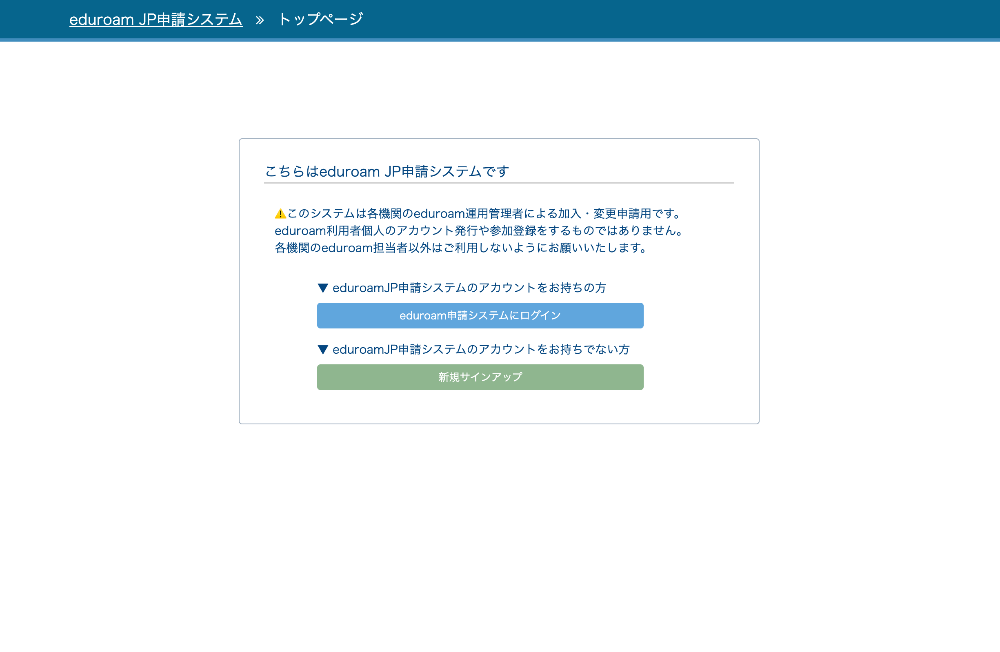 eduroam JP申請システム » トップページ
こちらはeduroam JP申請システムです
⚠このシステムは各機関のeduroam運用管理者による加入・変更申請用です。
eduroam利用者個人のアカウント発行や参加登録をするものではありません。
各機関のeduroam担当者以外はご利用しないようにお願いいたします。
▼ eduroamJP申請システムのアカウントをお持ちの方
eduroam申請システムにログイン
▼ eduroamJP申請システムのアカウントをお持ちでない方
新規サインアップ